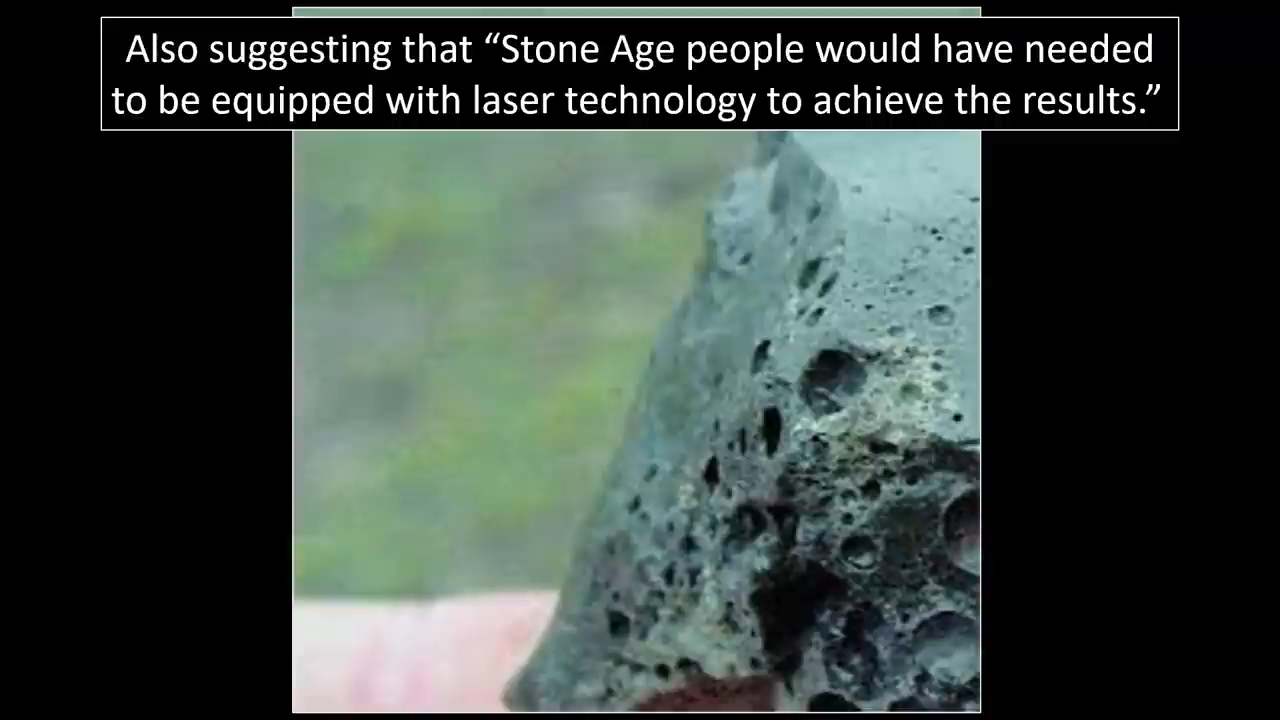 Also suggesting that “Stone Age people would have needed
to be equipped with laser technology to achieve the results.”